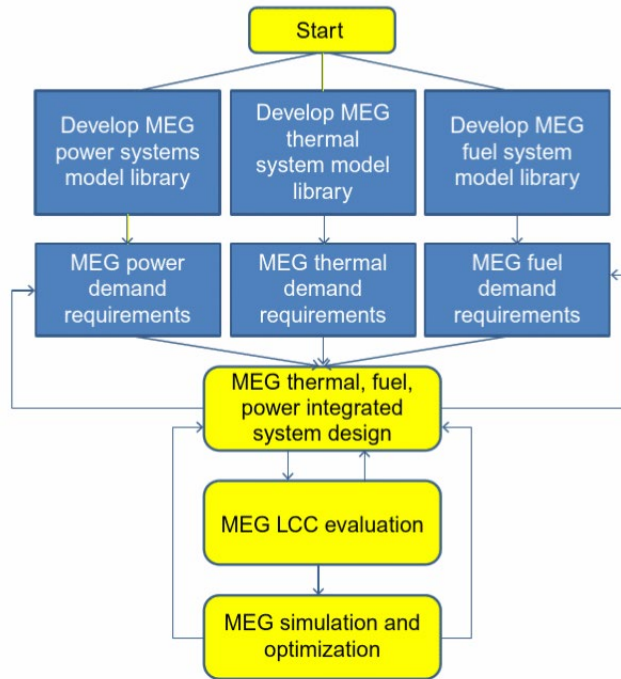 Start
Develop MEG
power systems
model library
Develop MEG
thermal
system model
library
Develop MEG
fuel system
model library
MEG power
demand
requirements
MEG thermal
demand
requirements
MEG fuel
demand
requirements
MEG thermal, fuel,
power integrated
system design
MEG LCC evaluation
MEG simulation and
optimization